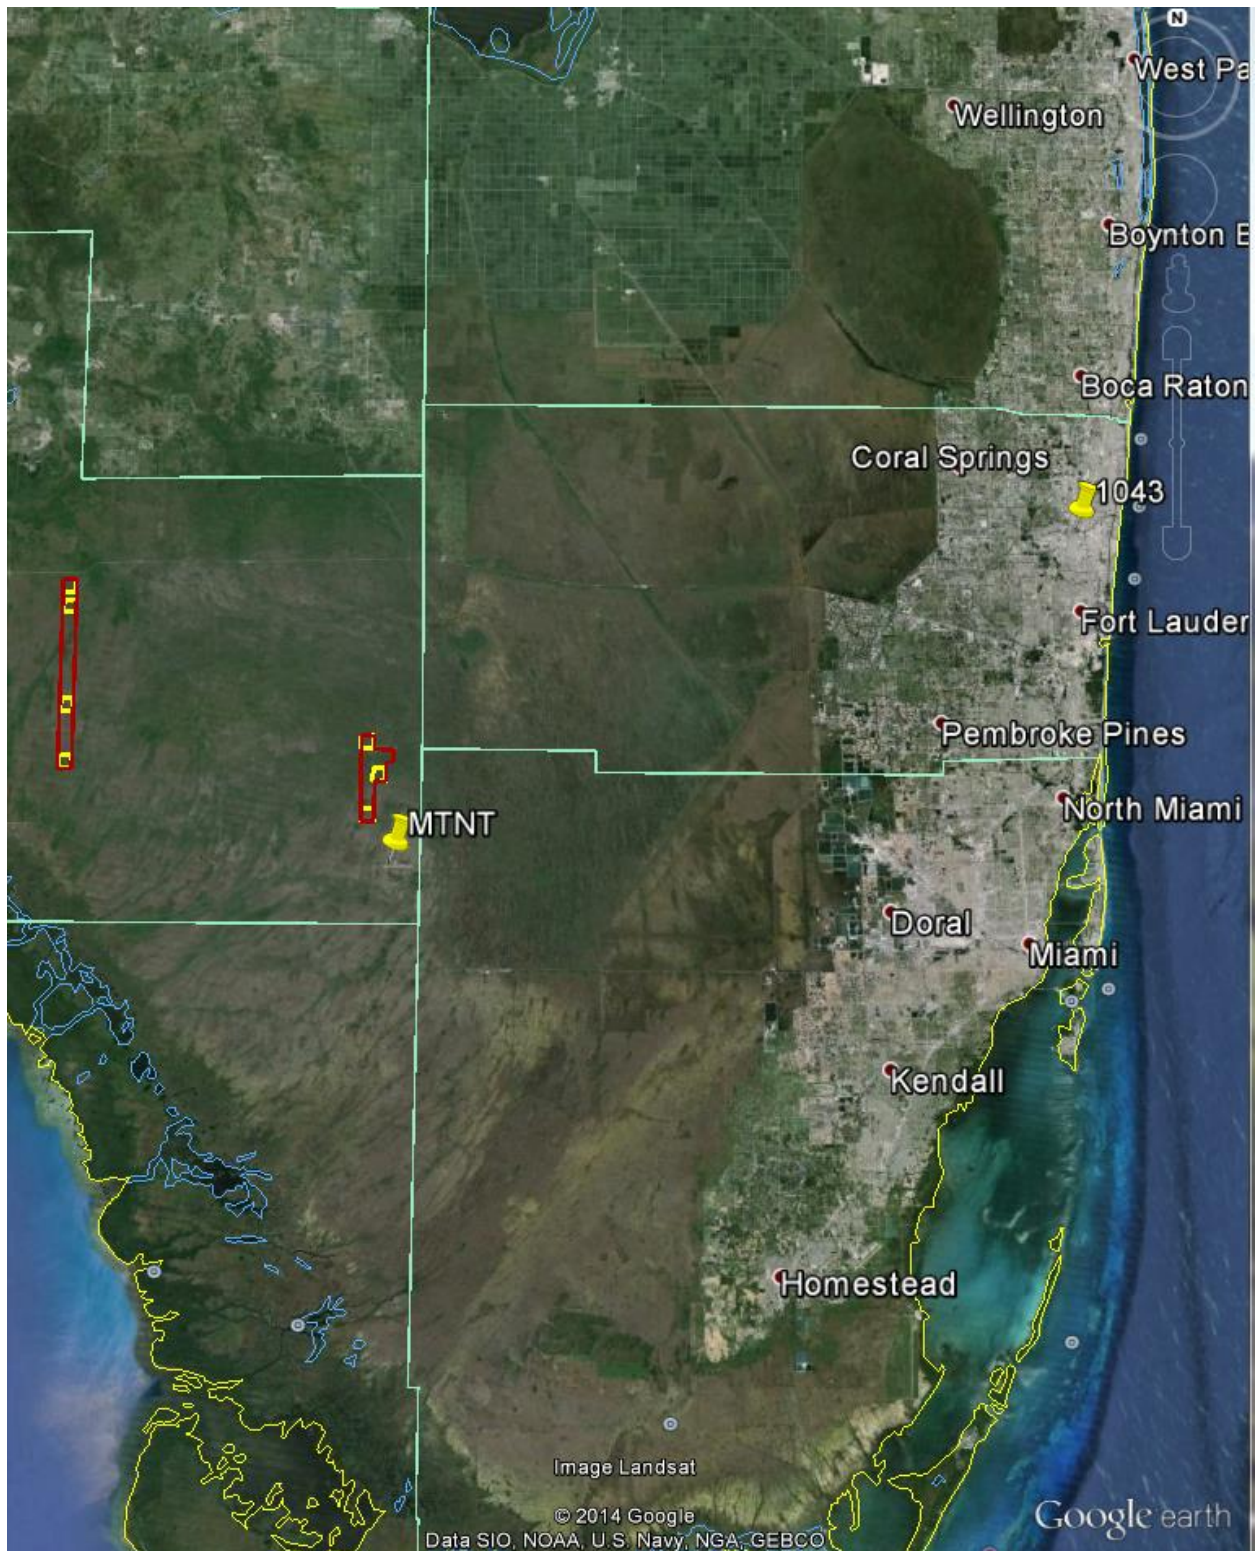 N
West Pa
Wellington
Boynton B
Boca Raton
Coral Springs
1043
Fort Lauder
Pembroke Pines
MTNT
North Miami
Doral
Miami
Kendall
Homestead
Image Landsat
© 2014 Google
Data SIO, NOAA, U.S. Navy, NGA, GEBCO
Google earth